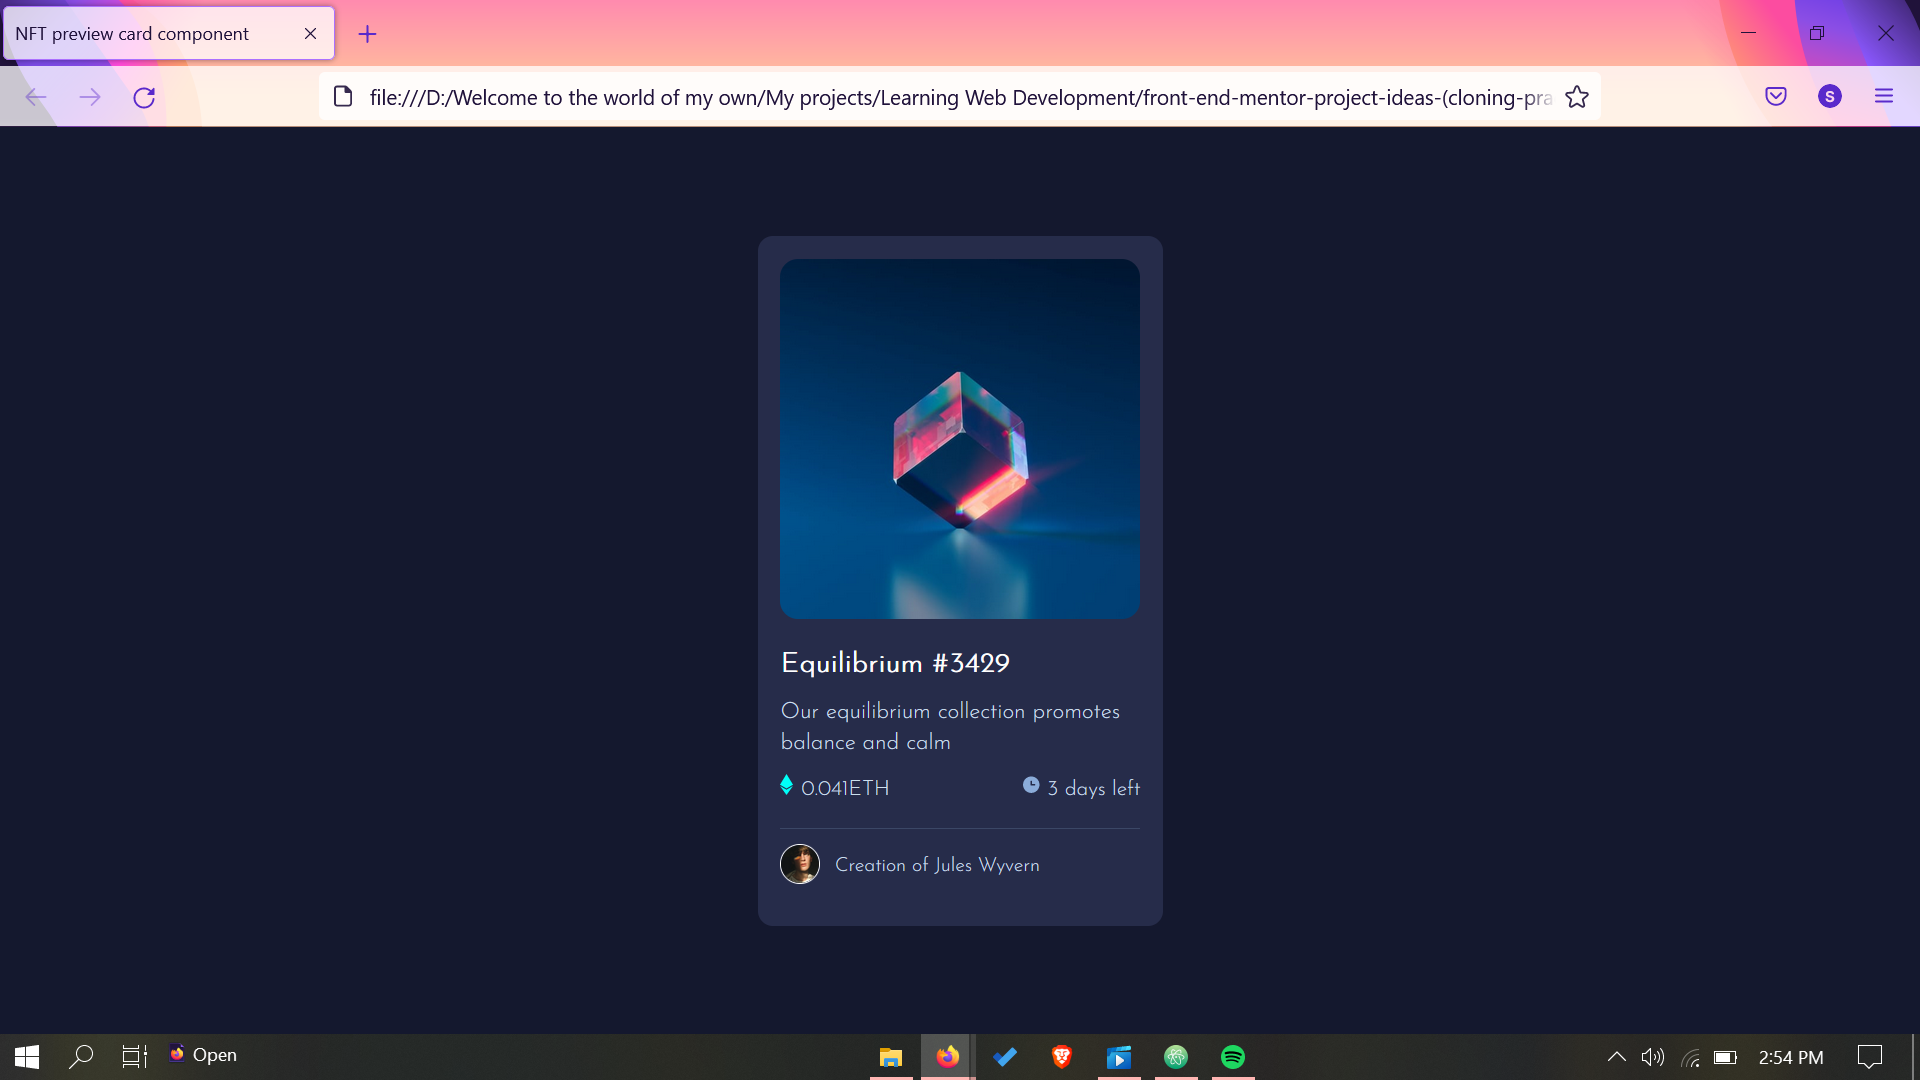 NFT preview card component
file:///D:/Welcome to the world of my own/My projects/Learning Web Development/front-end-mentor-project-ideas-(cloning-pra
S
Equilibrium #3429
Our equilibrium collection promotes
balance and calm
0.041ETH
3 days left
Creation of Jules Wyvern
Open
2:54 PM